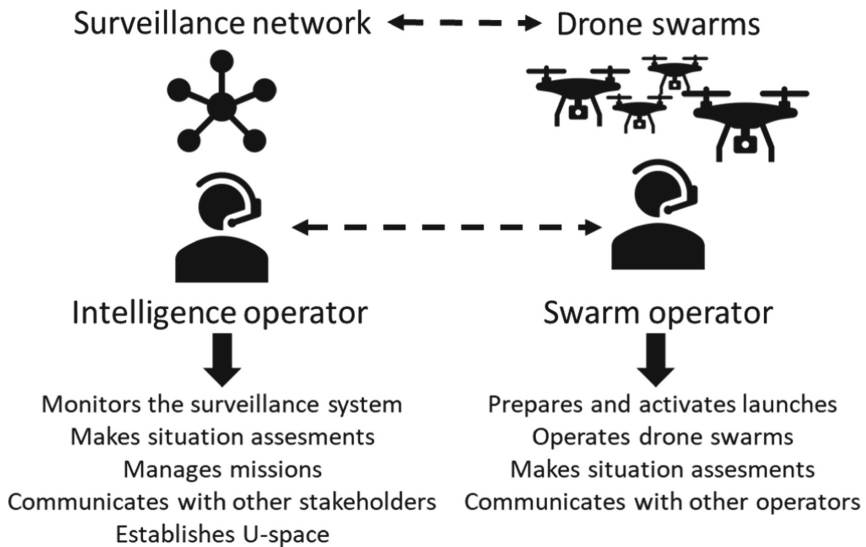 Surveillance network
Drone swarms
Intelligence operator
Swarm operator
Monitors the surveillance system
Makes situation assesments
Manages missions
Communicates with other stakeholders
Establishes U-space
Prepares and activates launches
Operates drone swarms
Makes situation assesments
Communicates with other operators